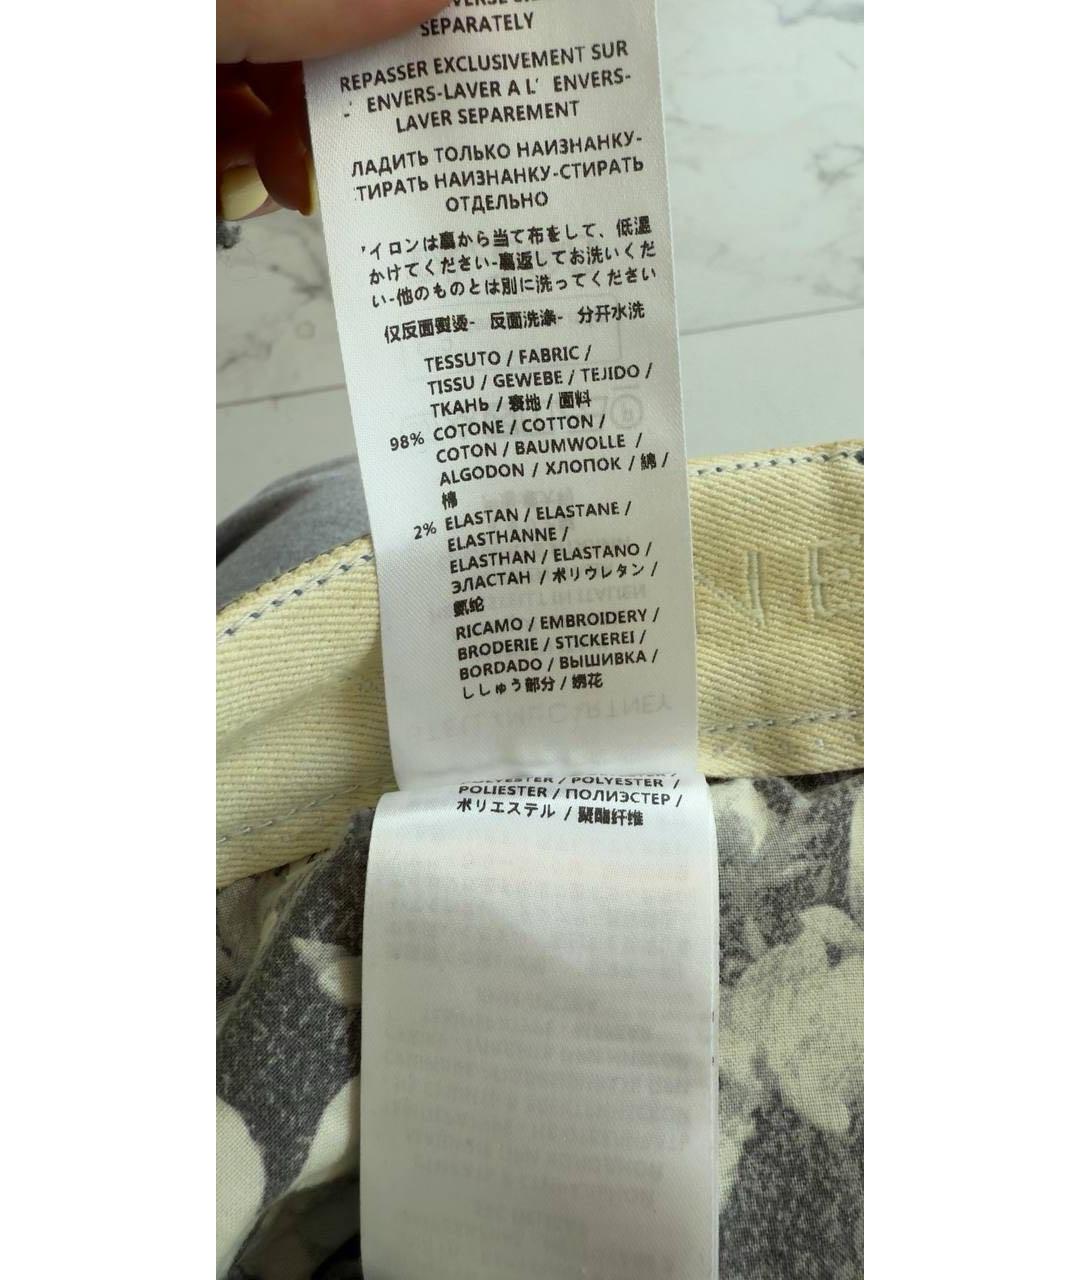 SEPARATELY
REPASSER EXCLUSIVEMENT SUR
L' ENVERS-LAVER A L' ENVERS-
LAVER SEPAREMENT
ЛАДИТЬ ТОЛЬКО НАИЗНАНКУ-
ТИРАТЬ НАИЗНАНКУ-СТИРАТЬ
ОТДЕЛЬНО
イロンは裏から当て布をして、低温
かけてください-裏返してお洗いくだ
い-他のものとは別に洗ってください
仅反面熨烫- 反面洗涤- 分开水洗
TESSUTO / FABRIC /
TISSU / GEWEBE / TEJIDO /
ТКАНЬ / 表地 / 面料
98% COTONE / COTTON /
COTON / BAUMWOLLE /
ALGODON / ХЛОПОК / 綿 /
棉
2% ELASTAN / ELASTANE /
ELASTHANNE /
ELASTHAN / ELASTANO /
ЭЛАСТАН / ポリウレタン /
氨纶
RICAMO / EMBROIDERY /
BRODERIE / STICKEREI /
BORDADO / ВЫШИВКА /
ししゅう部分 / 绣花
POLYESTER / POLYESTER /
POLIESTER / ПОЛИЭСТЕР /
ポリエステル / 聚酯纤维